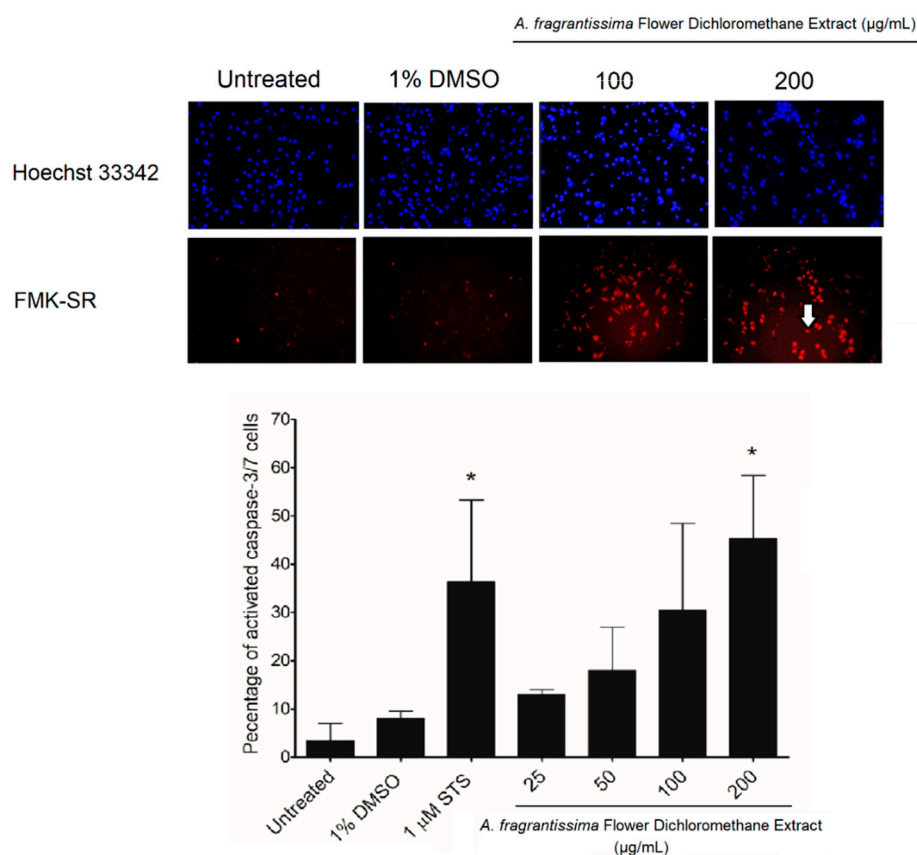 A. fragrantissima Flower Dichloromethane Extract (µg/mL)
Untreated 1% DMSO 100 200
Hoechst 33342
FMK-SR
Pecentage of activated caspase-3/7 cells
70
60
50
40
30
20
10
0
* *
Untreated 1% DMSO 1 µM STS 25 50 100 200
A. fragrantissima Flower Dichloromethane Extract
(µg/mL)